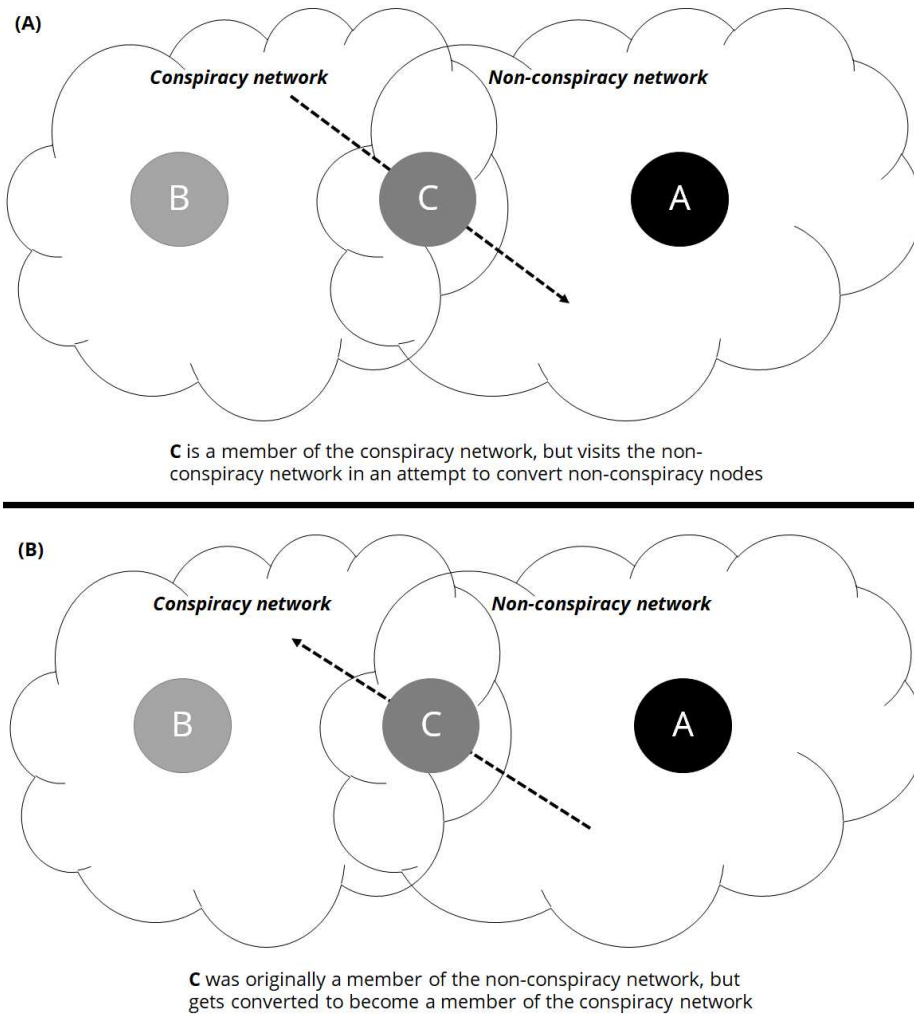 (A)
Conspiracy network
Non-conspiracy network
B
C
A
C is a member of the conspiracy network, but visits the non-
conspiracy network in an attempt to convert non-conspiracy nodes
(B)
Conspiracy network
Non-conspiracy network
B
C
A
C was originally a member of the non-conspiracy network, but
gets converted to become a member of the conspiracy network